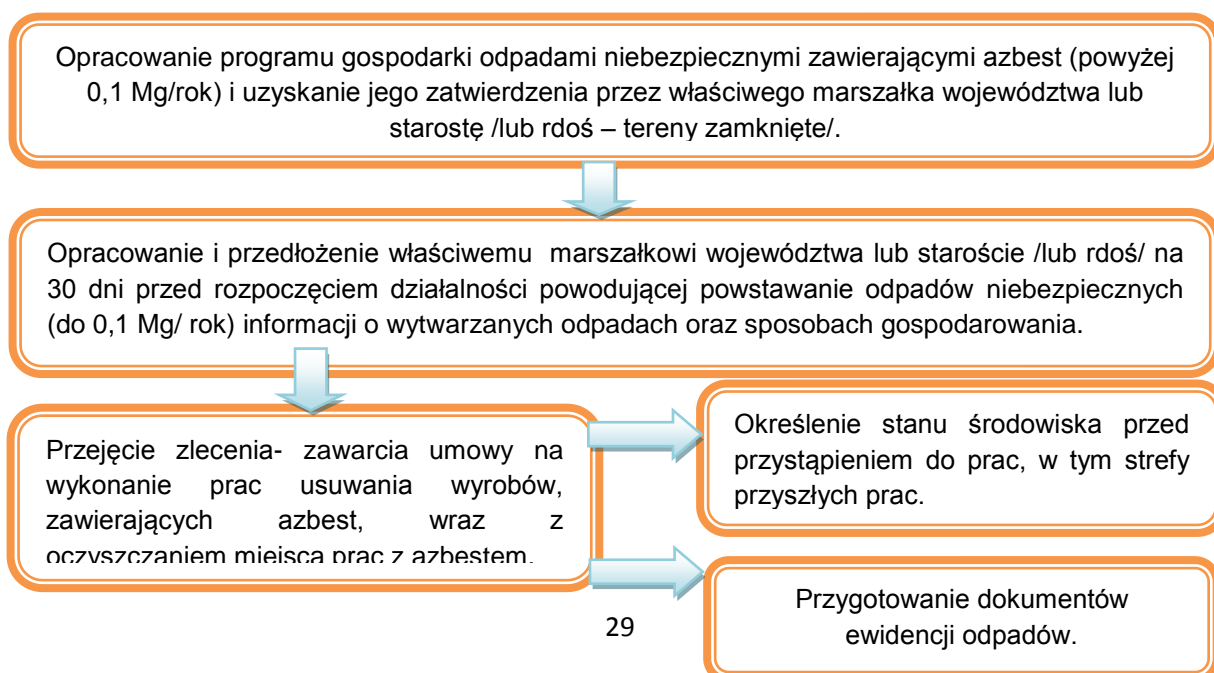 Opracowanie programu gospodarki odpadami niebezpiecznymi zawierającymi azbest (powyżej
0,1 Mg/rok) i uzyskanie jego zatwierdzenia przez właściwego marszałka województwa lub
starostę /lub rdoś – tereny zamknięte/.
Opracowanie i przedłożenie właściwemu marszałkowi województwa lub staroście /lub rdoś/ na
30 dni przed rozpoczęciem działalności powodującej powstawanie odpadów niebezpiecznych
(do 0,1 Mg/ rok) informacji o wytwarzanych odpadach oraz sposobach gospodarowania.
Przejęcie zlecenia- zawarcia umowy na
wykonanie prac usuwania wyrobów,
zawierających azbest, wraz z
oczyszczaniem miejsca prac z azbestem.
Określenie stanu środowiska przed
przystąpieniem do prac, w tym strefy
przyszłych prac.
Przygotowanie dokumentów
ewidencji odpadów.
29